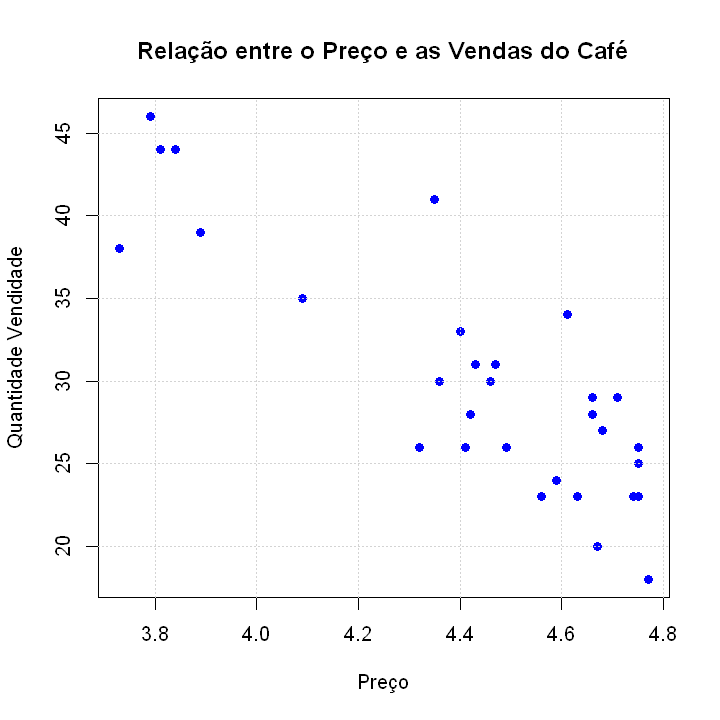 Relação entre o Preço e as Vendas do Café
Quantidade Vendidade
45
40
35
30
25
20
3.8 4.0 4.2 4.4 4.6 4.8
Preço